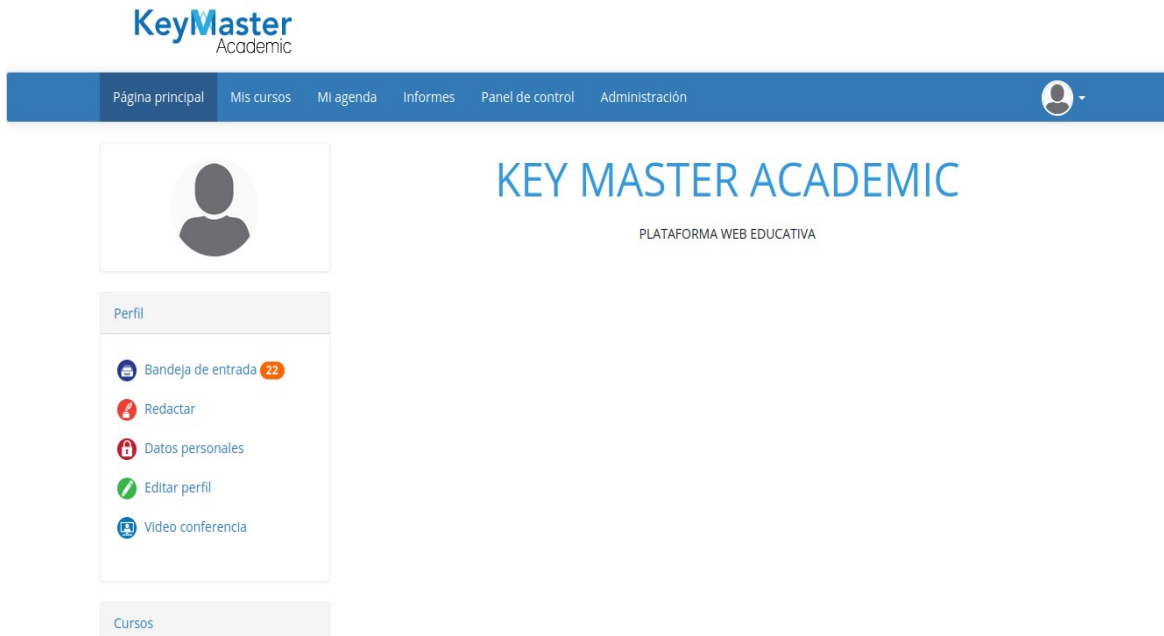 KeyMaster
Academic
Página principal Mis cursos Mi agenda Informes Panel de control Administración
KEY MASTER ACADEMIC
PLATAFORMA WEB EDUCATIVA
Perfil
Bandeja de entrada 22
Redactar
Datos personales
Editar perfil
Video conferencia
Cursos